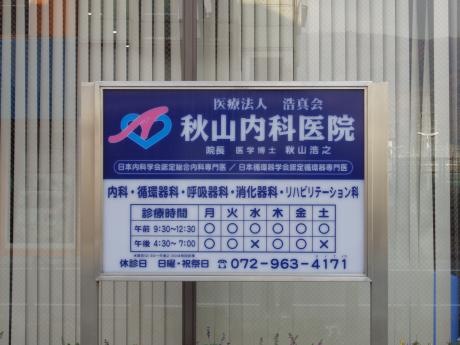 医療法人 浩真会
秋山内科医院
院長 医学博士 秋山浩之
日本内科学会認定総合内科専門医/日本循環器学会認定循環器専門医
内科・循環器科・呼吸器科・消化器科・リハビリテーション科
診療時間 月 火 水 木 金 土
午前 9:30~12:30 ○ ○ ○ ○ ○ ○
午後 4:30~7:00 ○ ○ × ○ ○ ×
休診日 日曜・祝祭日 ☎072-963-4171